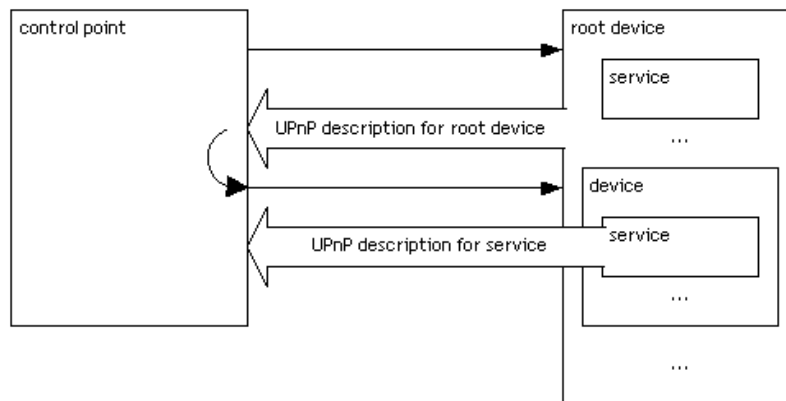 control point
root device
service
UPnP description for root device
...
device
UPnP description for service
service
...
...